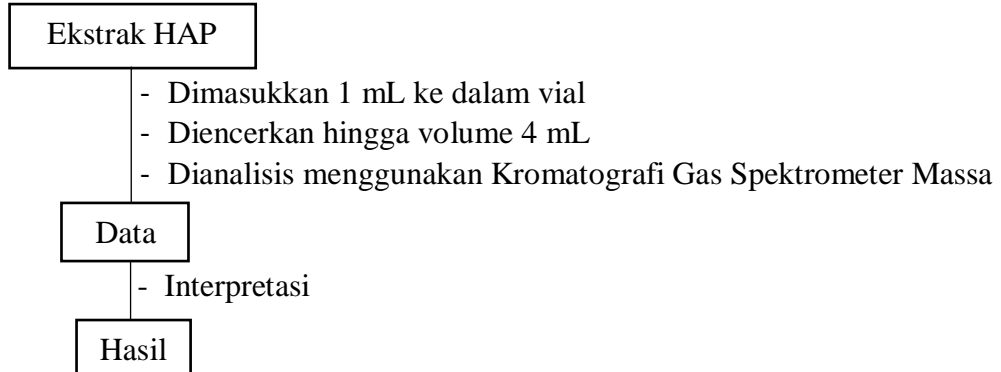 Ekstrak HAP
- Dimasukkan 1 mL ke dalam vial
- Diencerkan hingga volume 4 mL
- Dianalisis menggunakan Kromatografi Gas Spektrometer Massa
Data
- Interpretasi
Hasil